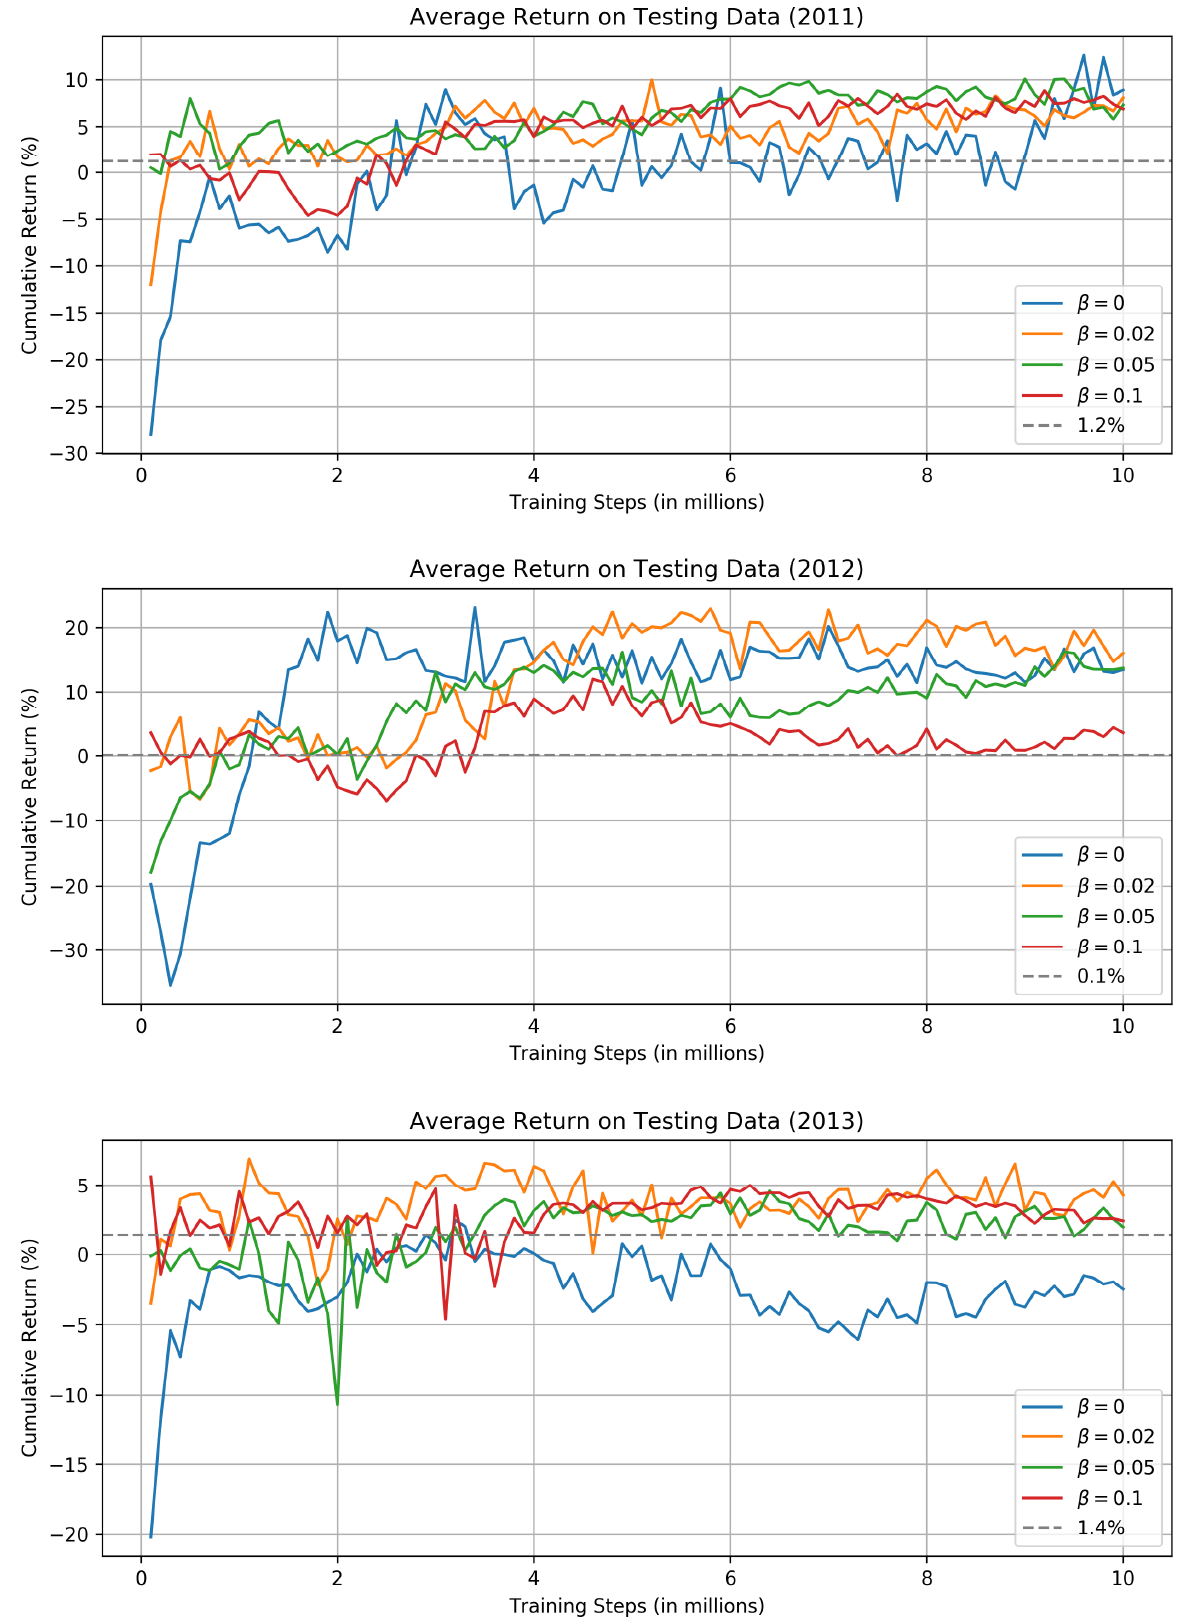 Average Return on Testing Data (2011)
Cumulative Return (%)
10
5
0
−5
−10
−15
−20
−25
−30
β = 0
β = 0.02
β = 0.05
β = 0.1
1.2%
0 2 4 6 8 10
Training Steps (in millions)
Average Return on Testing Data (2012)
Cumulative Return (%)
20
10
0
−10
−20
−30
β = 0
β = 0.02
β = 0.05
β = 0.1
0.1%
0 2 4 6 8 10
Training Steps (in millions)
Average Return on Testing Data (2013)
Cumulative Return (%)
5
0
−5
−10
−15
−20
β = 0
β = 0.02
β = 0.05
β = 0.1
1.4%
0 2 4 6 8 10
Training Steps (in millions)